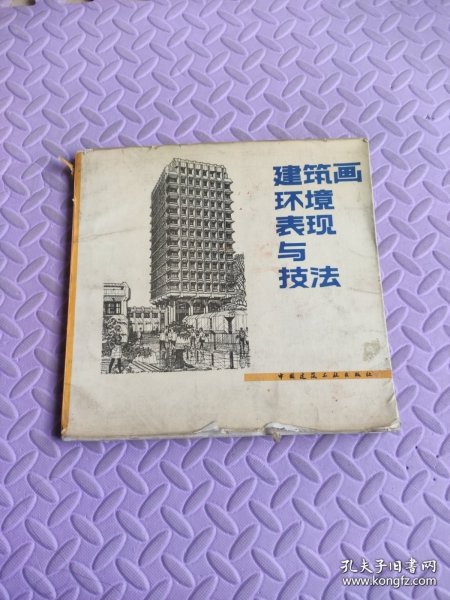 建筑画
环境
表现
与
技法
中国建筑工业出版社
孔夫子旧书网
www.kongfz.com